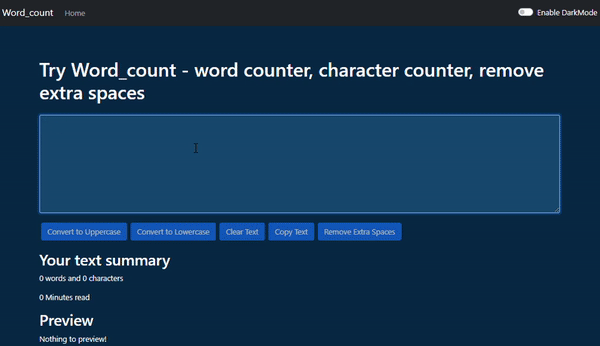 Word_count Home Enable DarkMode
Try Word_count - word counter, character counter, remove
extra spaces
Convert to Uppercase Convert to Lowercase Clear Text Copy Text Remove Extra Spaces
Your text summary
0 words and 0 characters
0 Minutes read
Preview
Nothing to preview!